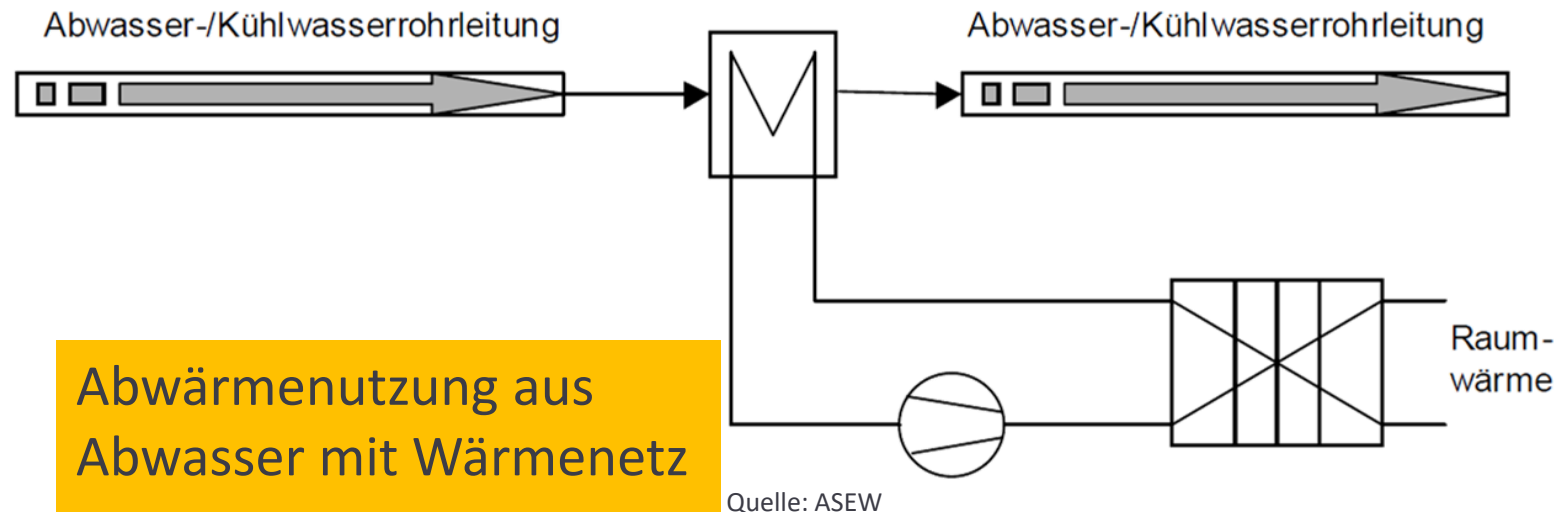 Abwasser-/Kühlwasserrohrleitung
Abwasser-/Kühlwasserrohrleitung
Raum-
wärme
Abwärmenutzung aus
Abwasser mit Wärmenetz
Quelle: ASEW